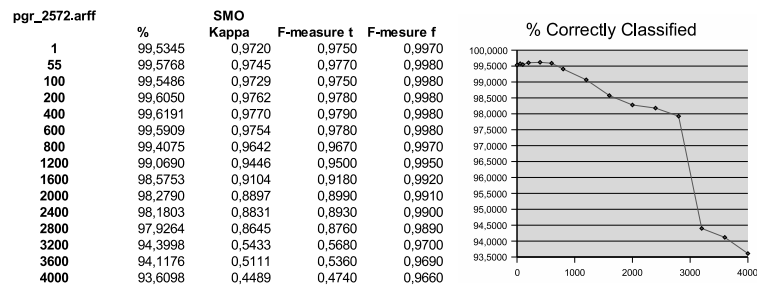 pgr_2572.arff SMO
% Kappa F-measure t F-mesure f
1 99,5345 0,9720 0,9750 0,9970
55 99,5768 0,9745 0,9770 0,9980
100 99,5486 0,9729 0,9750 0,9980
200 99,6050 0,9762 0,9780 0,9980
400 99,6191 0,9770 0,9790 0,9980
600 99,5909 0,9754 0,9780 0,9980
800 99,4075 0,9642 0,9670 0,9970
1200 99,0690 0,9446 0,9500 0,9950
1600 98,5753 0,9104 0,9180 0,9920
2000 98,2790 0,8897 0,8990 0,9910
2400 98,1803 0,8831 0,8930 0,9900
2800 97,9264 0,8645 0,8760 0,9890
3200 94,3998 0,5433 0,5680 0,9700
3600 94,1176 0,5111 0,5360 0,9690
4000 93,6098 0,4489 0,4740 0,9660
% Correctly Classified
100,0000
99,5000
99,0000
98,5000
98,0000
97,5000
97,0000
96,5000
96,0000
95,5000
95,0000
94,5000
94,0000
93,5000
0 1000 2000 3000 4000